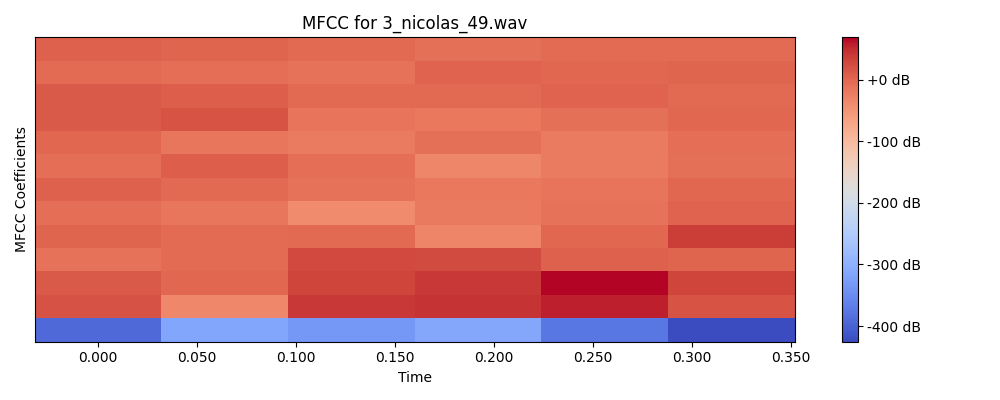 MFCC for 3_nicolas_49.wav
MFCC Coefficients
0.000 0.050 0.100 0.150 0.200 0.250 0.300 0.350
Time
+0 dB
-100 dB
-200 dB
-300 dB
-400 dB